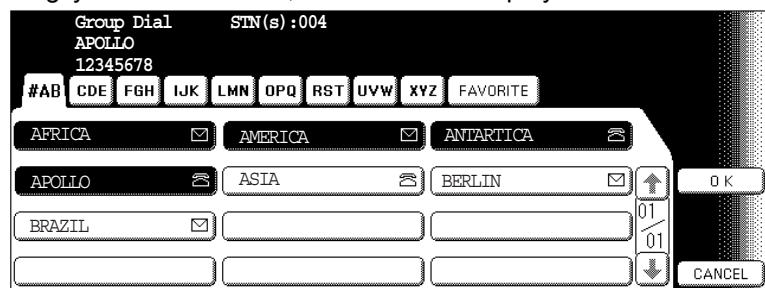 Group Dial STN(s):004
APOLLO
12345678
#AB CDE FGH IJK LMN OPQ RST UVW XYZ FAVORITE
AFRICA AMERICA ANTARTICA
APOLLO ASIA BERLIN OK
BRAZIL 01/01
CANCEL